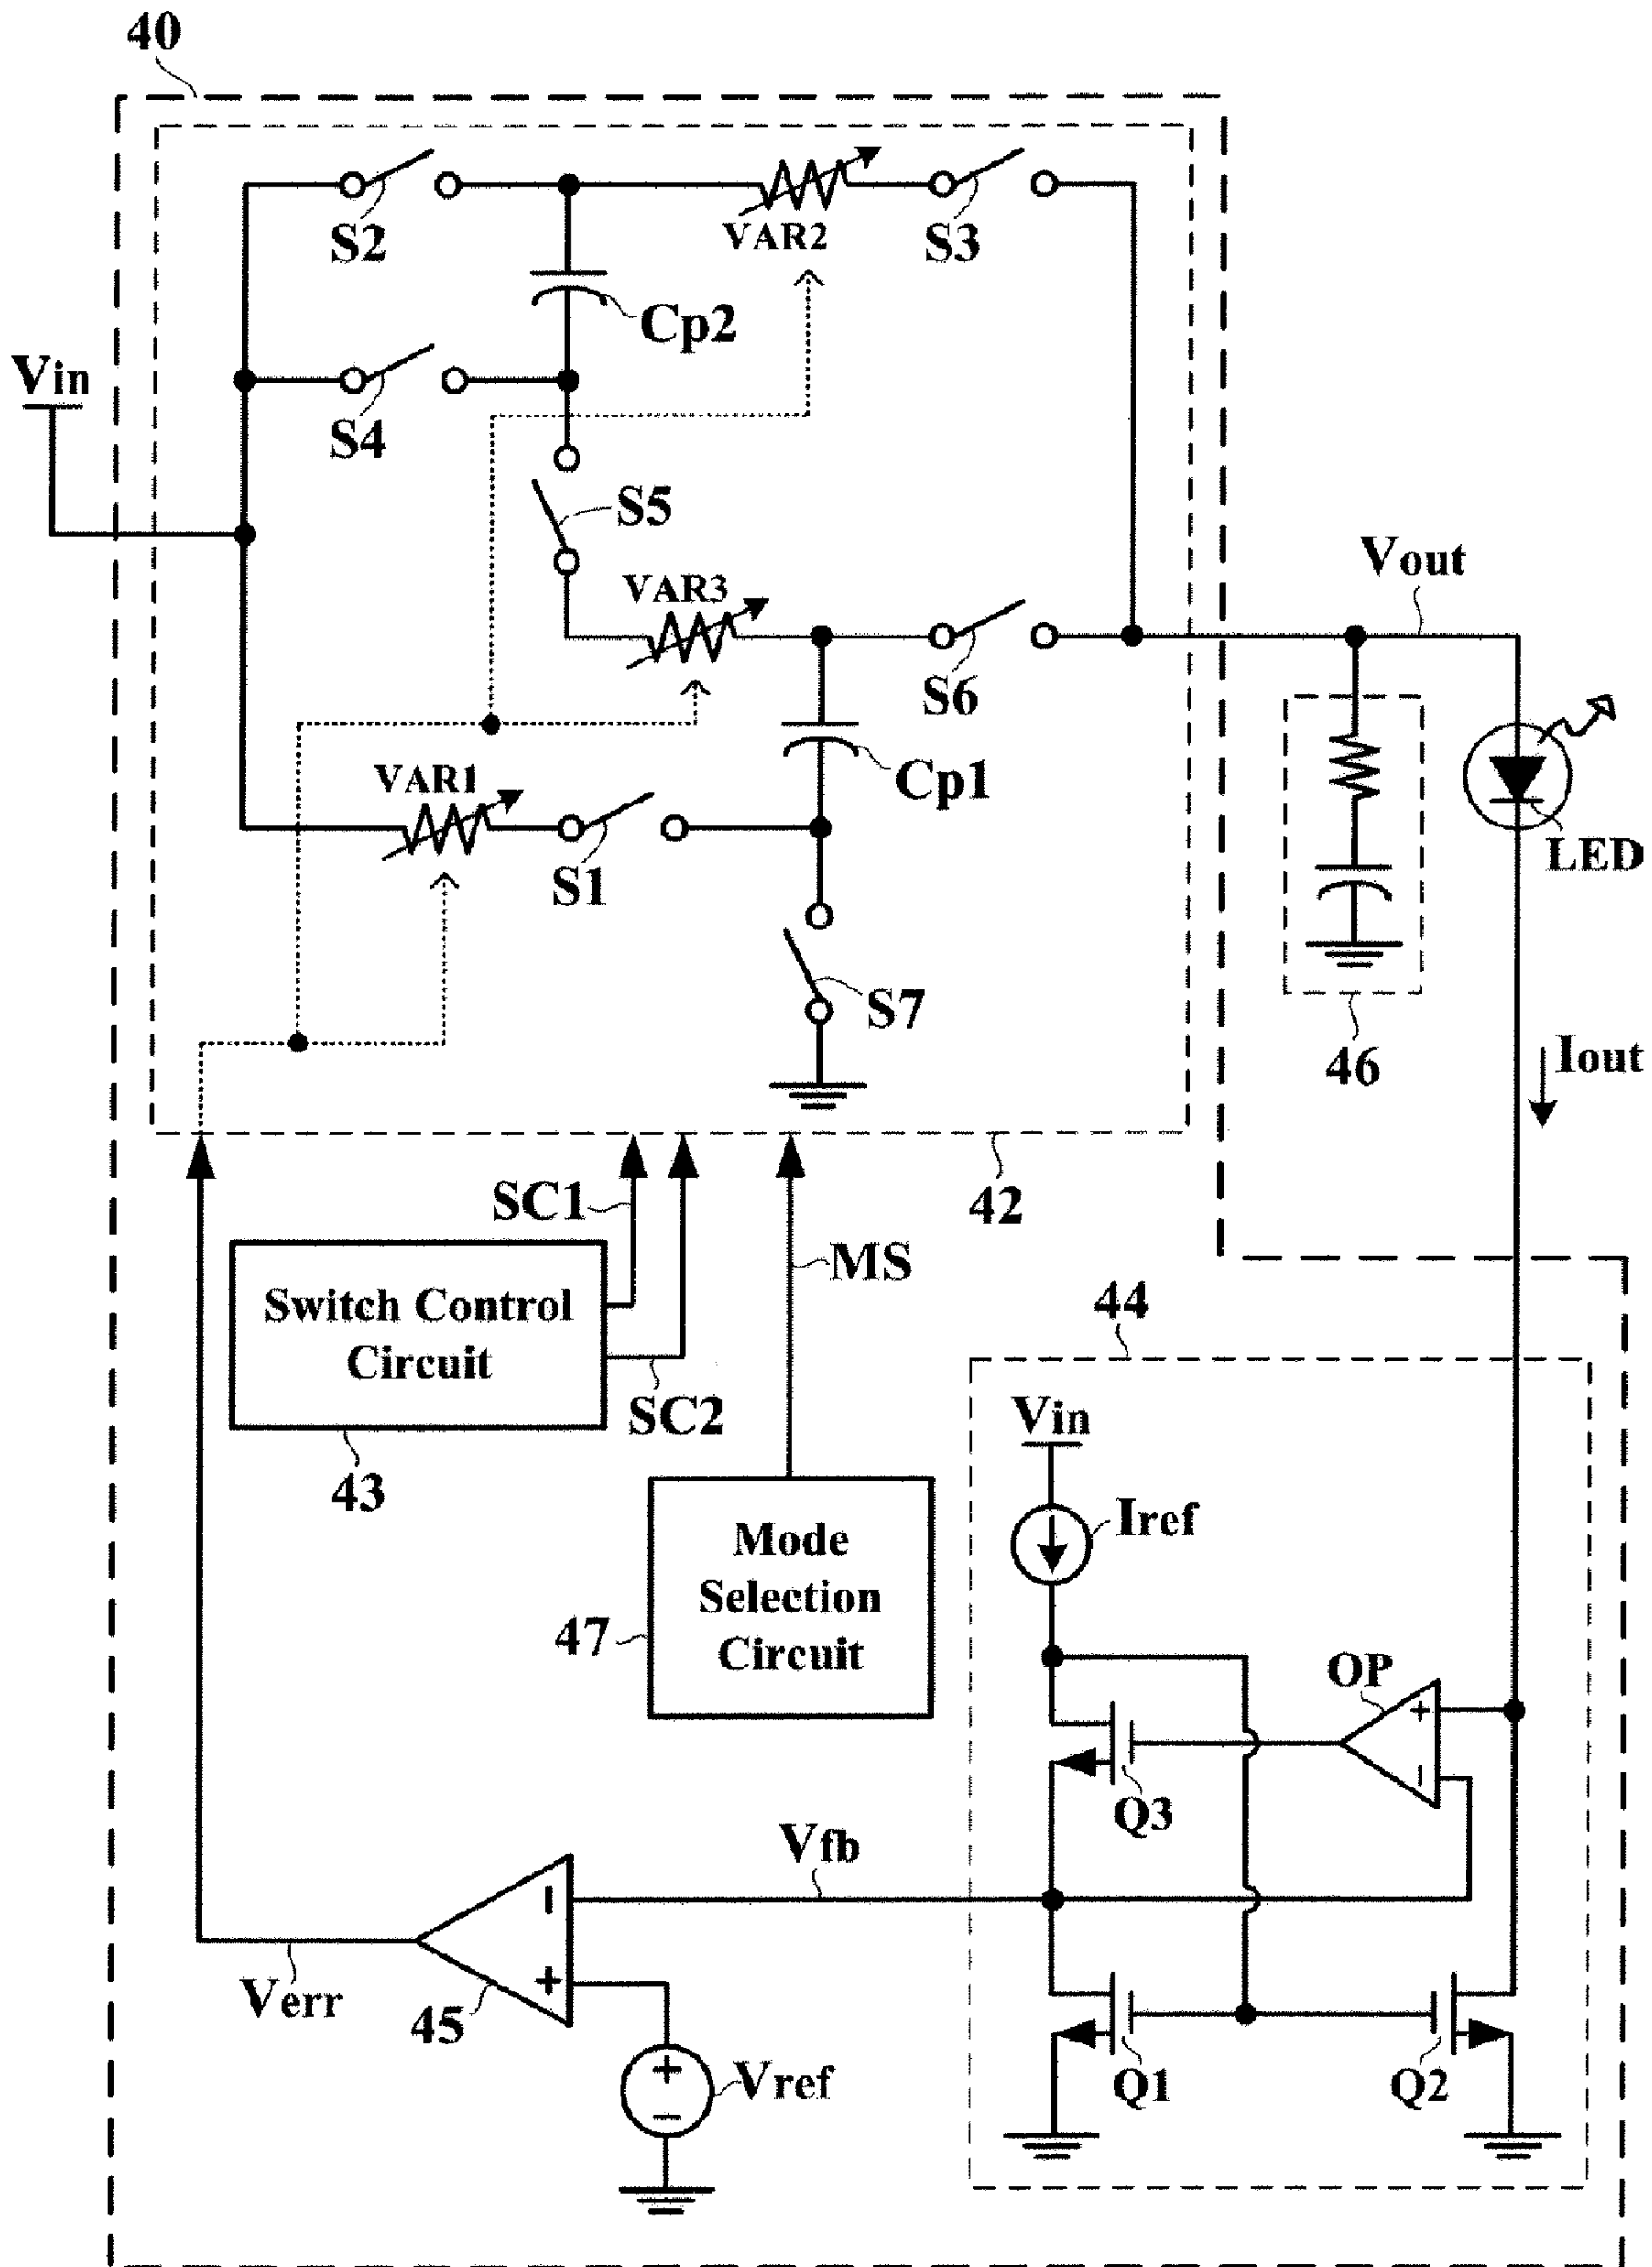 40
S2
VAR2
S3
Cp2
Vin
S4
S5
Vout
VAR3
S6
VAR1
Cp1
LED
S1
S7
46
Iout
SC1
42
MS
Switch Control
Circuit
44
SC2
Vin
43
Iref
Mode
Selection
Circuit
47
OP
+
-
Q3
Vfb
-
+
Verr
45
Q1
Q2
+
-
Vref